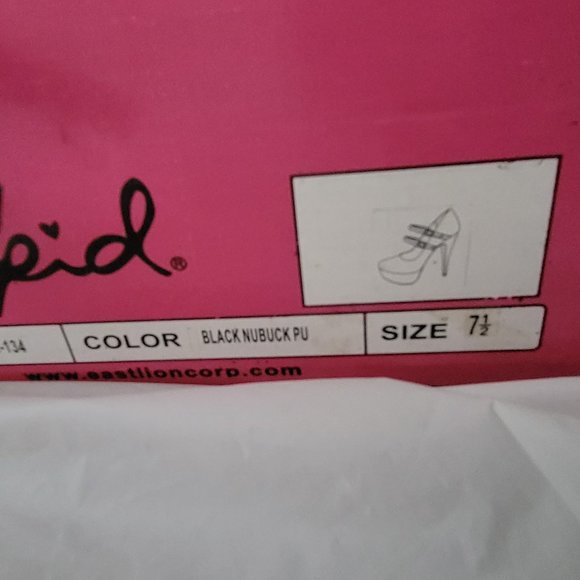 pid®
-134 COLOR BLACK NUBUCK PU SIZE 7½
www.eastlioncorp.com